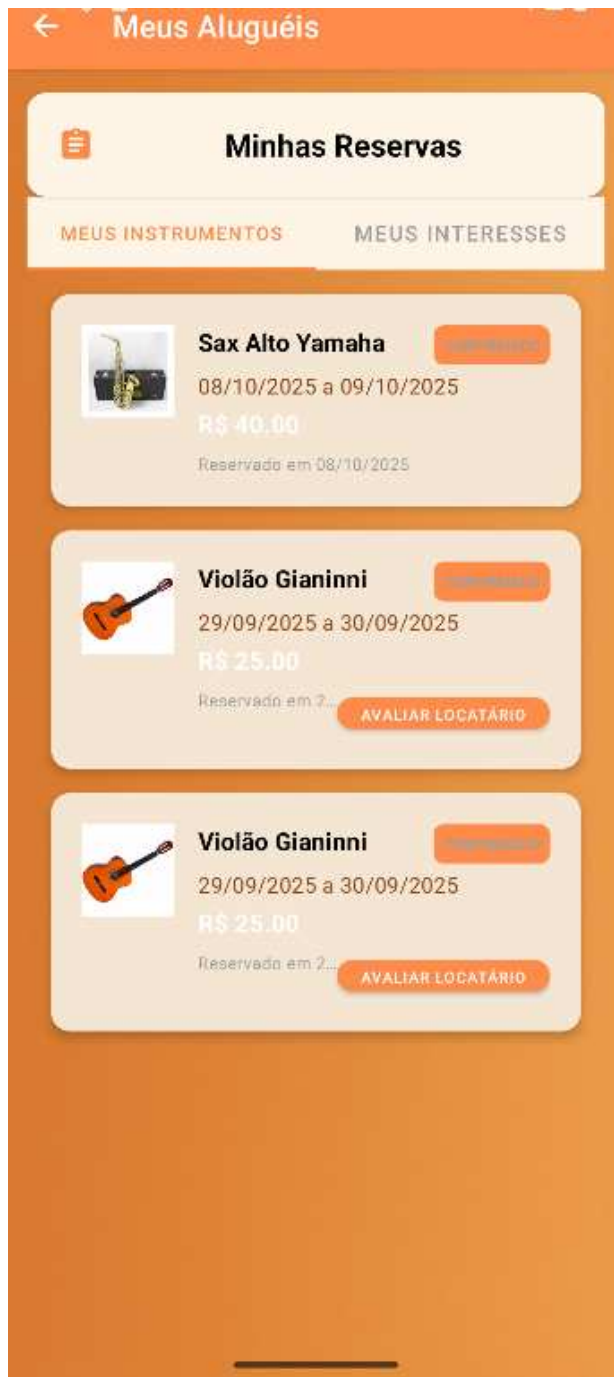 Meus Aluguéis
Minhas Reservas
MEUS INSTRUMENTOS
MEUS INTERESSES
Sax Alto Yamaha
08/10/2025 a 09/10/2025
R$ 40.00
Reservado em 08/10/2025
Violão Gianinni
29/09/2025 a 30/09/2025
R$ 25.00
Reservado em 2...
AVALIAR LOCATÁRIO
Violão Gianinni
29/09/2025 a 30/09/2025
R$ 25.00
Reservado em 2...
AVALIAR LOCATÁRIO